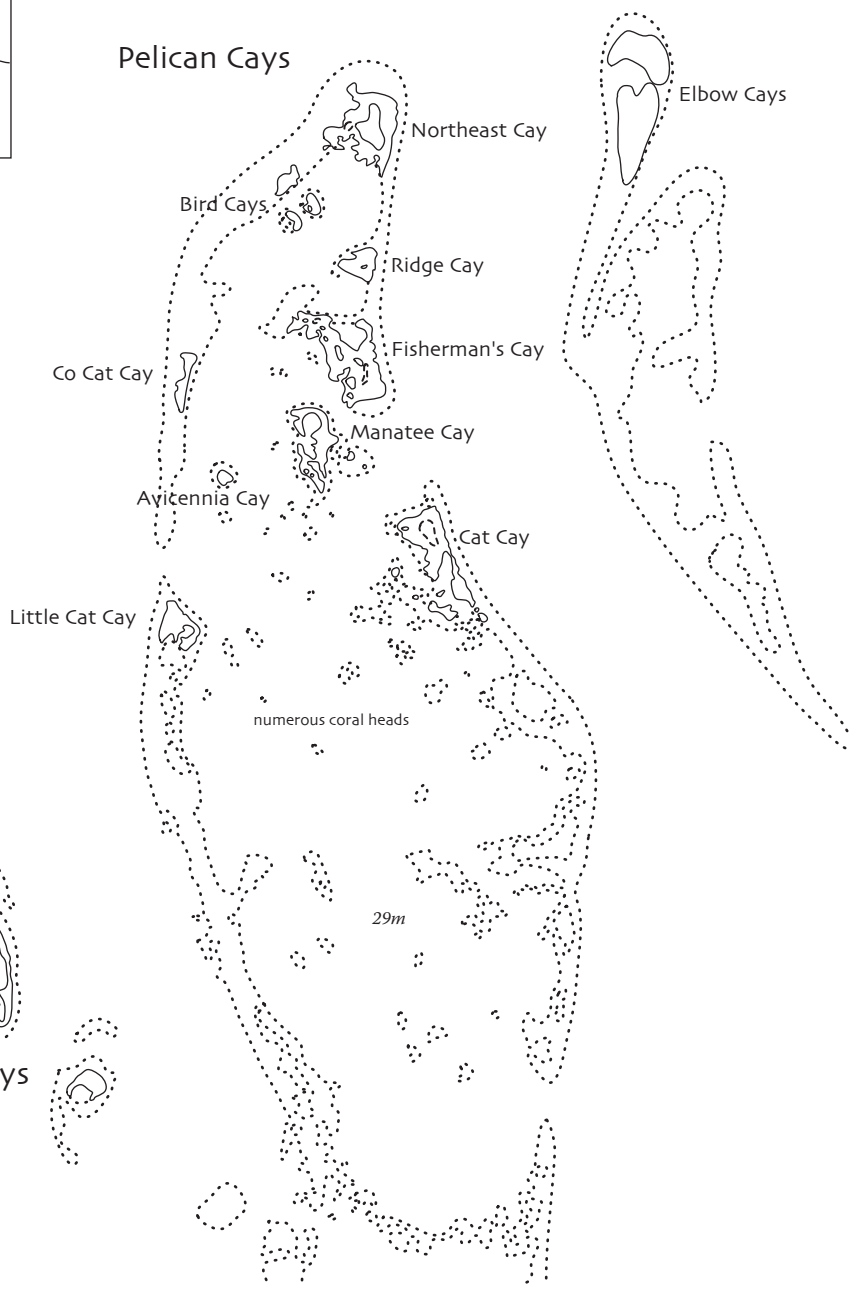 Pelican Cays
Elbow Cays
Northeast Cay
Bird Cays
Ridge Cay
Fisherman's Cay
Co Cat Cay
Manatee Cay
Avicennia Cay
Cat Cay
Little Cat Cay
numerous coral heads
29m
ys